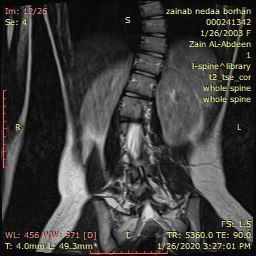 Im: 12/26
Se: 4
S
zainab nedaa borhan
000241342
1/26/2003 F
Zain AL-Abdeen
1
l-spine^library
t2_tse_cor
whole spine
whole spine
R
L
FS: 1.5
WL: 456 WW: 971 [D]
TR: 5360.0 TE: 90.0
T: 4.0mm L: 49.3mm*
I
1/26/2020 3:27:01 PM